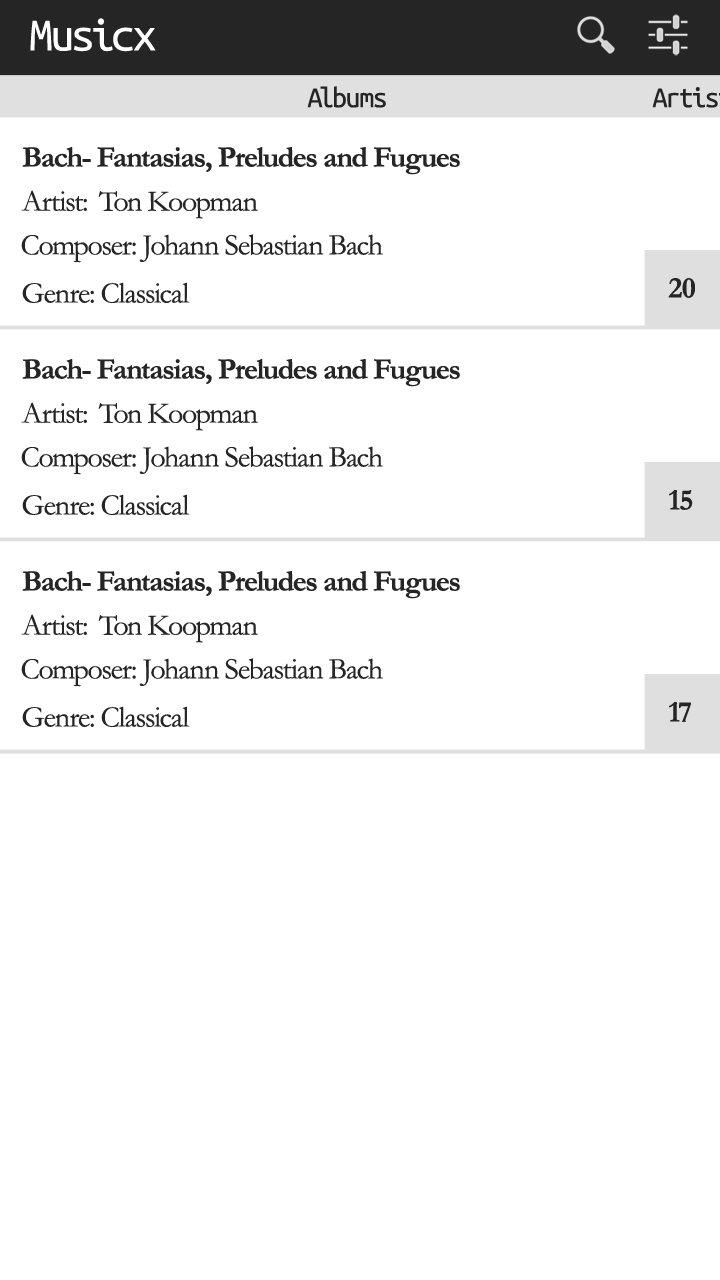 Musicx
Albums Artis
Bach- Fantasias, Preludes and Fugues
Artist: Ton Koopman
Composer: Johann Sebastian Bach
Genre: Classical
20
Bach- Fantasias, Preludes and Fugues
Artist: Ton Koopman
Composer: Johann Sebastian Bach
Genre: Classical
15
Bach- Fantasias, Preludes and Fugues
Artist: Ton Koopman
Composer: Johann Sebastian Bach
Genre: Classical
17